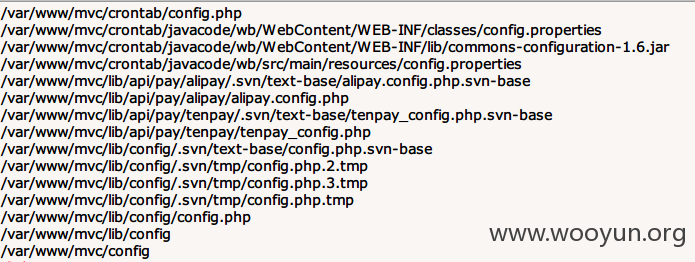 /var/www/mvc/crontab/config.php
/var/www/mvc/crontab/javacode/wb/WebContent/WEB-INF/classes/config.properties
/var/www/mvc/crontab/javacode/wb/WebContent/WEB-INF/lib/commons-configuration-1.6.jar
/var/www/mvc/crontab/javacode/wb/src/main/resources/config.properties
/var/www/mvc/lib/api/pay/alipay/.svn/text-base/alipay.config.php.svn-base
/var/www/mvc/lib/api/pay/alipay/alipay.config.php
/var/www/mvc/lib/api/pay/tenpay/.svn/text-base/tenpay_config.php.svn-base
/var/www/mvc/lib/api/pay/tenpay/tenpay_config.php
/var/www/mvc/lib/config/.svn/text-base/config.php.svn-base
/var/www/mvc/lib/config/.svn/tmp/config.php.2.tmp
/var/www/mvc/lib/config/.svn/tmp/config.php.3.tmp
/var/www/mvc/lib/config/.svn/tmp/config.php.tmp
/var/www/mvc/lib/config/config.php
/var/www/mvc/lib/config
/var/www/mvc/config
www.wooyun.org